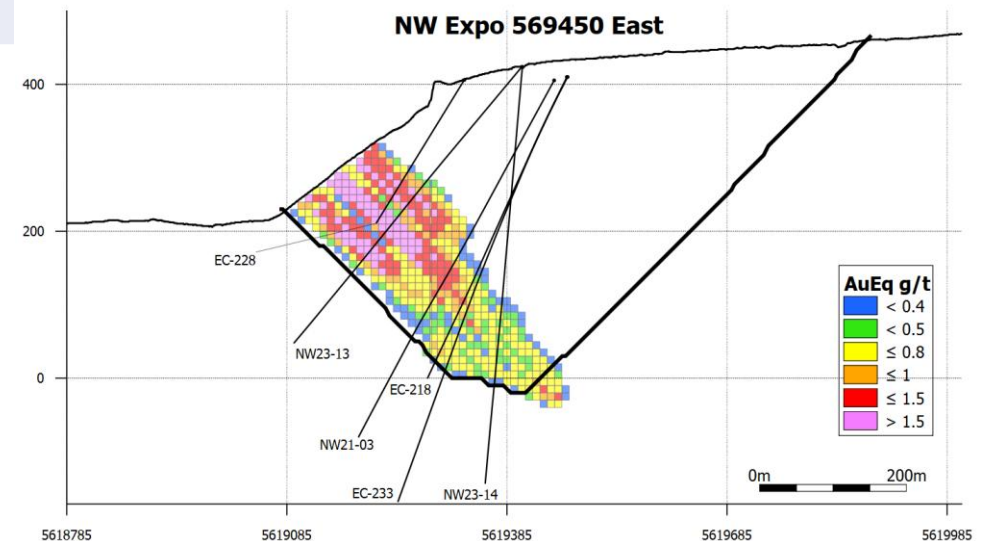 NW Expo 569450 East
400
200
0
EC-228
NW23-13
EC-218
NW21-03
EC-233
NW23-14
AuEq g/t
< 0.4
< 0.5
≤ 0.8
≤ 1
≤ 1.5
> 1.5
0m 200m
5618785 5619085 5619385 5619685 5619985